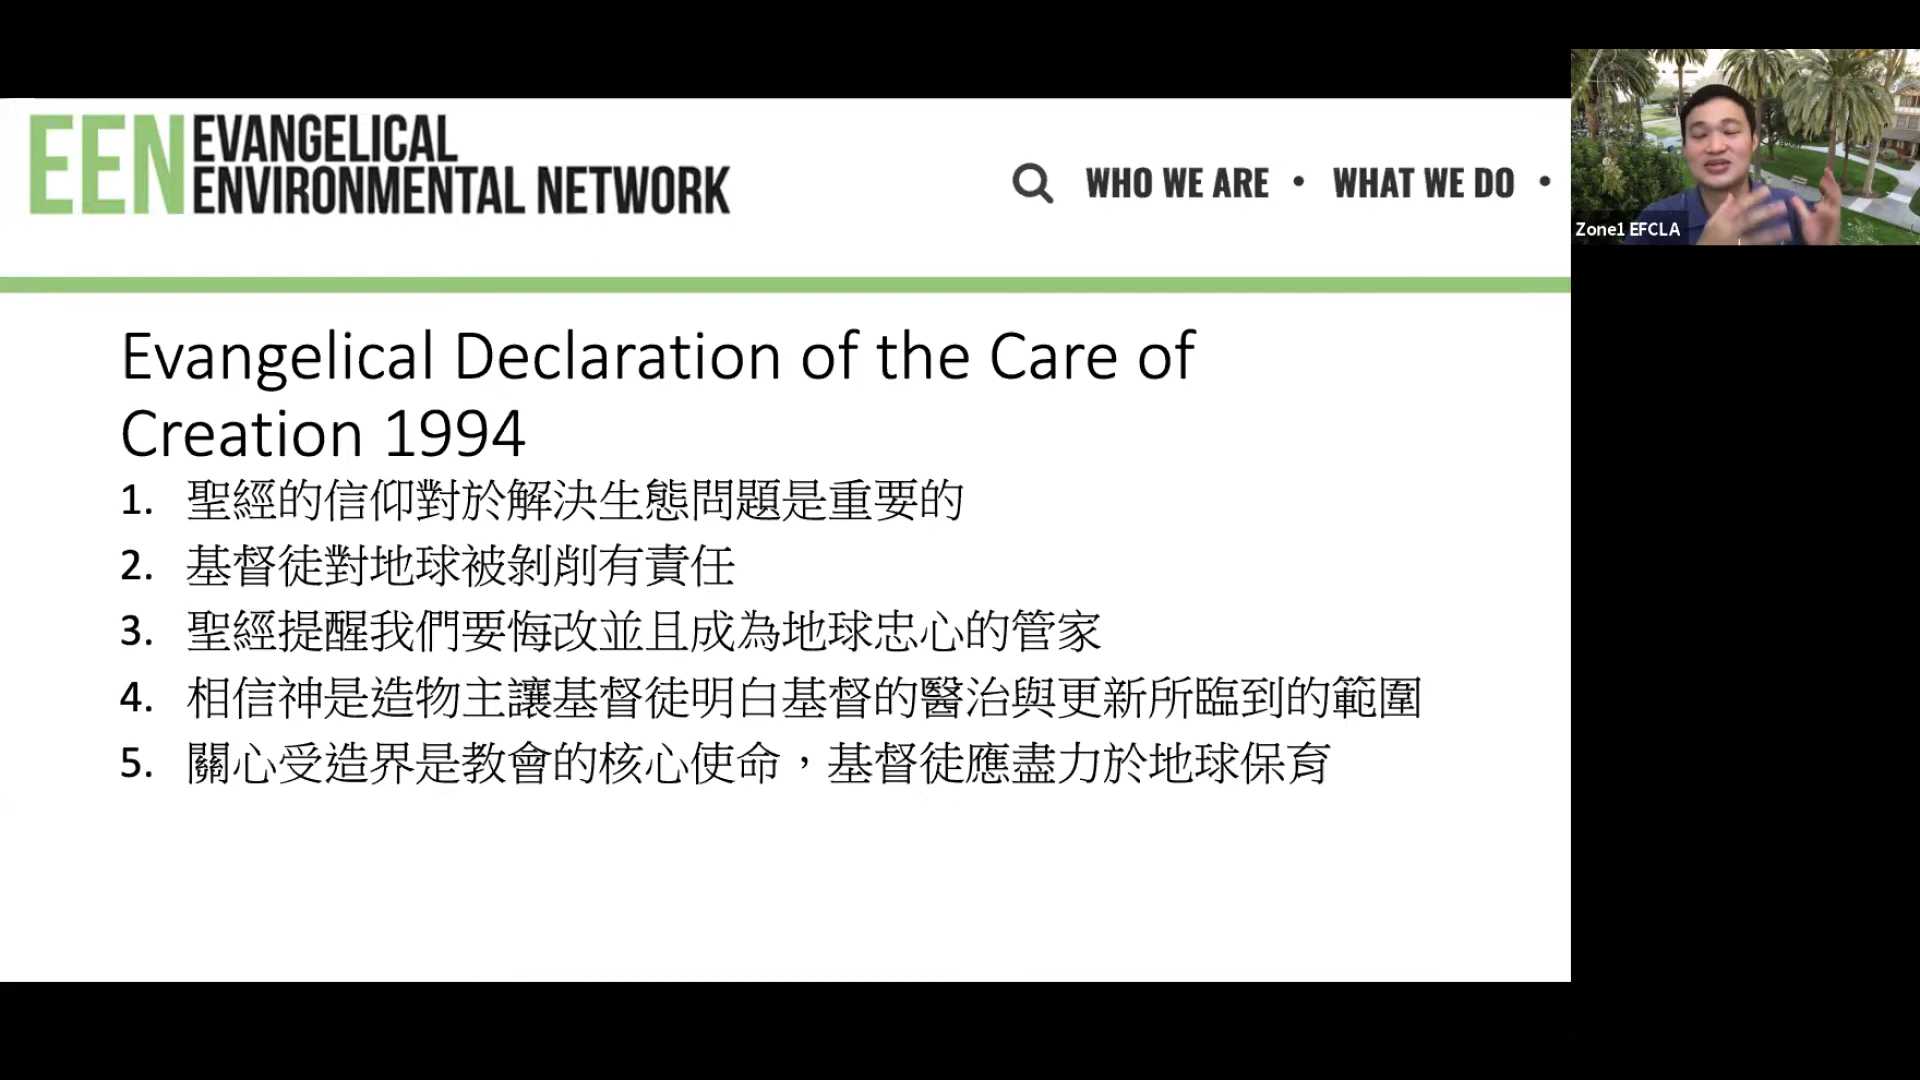 EEN EVANGELICAL
ENVIRONMENTAL NETWORK
WHO WE ARE • WHAT WE DO •
Zone1 EFCLA
Evangelical Declaration of the Care of
Creation 1994
1. 聖經的信仰對於解決生態問題是重要的
2. 基督徒對地球被剝削有責任
3. 聖經提醒我們要悔改並且成為地球忠心的管家
4. 相信神是造物主讓基督徒明白基督的醫治與更新所臨到的範圍
5. 關心受造界是教會的核心使命，基督徒應盡力於地球保育